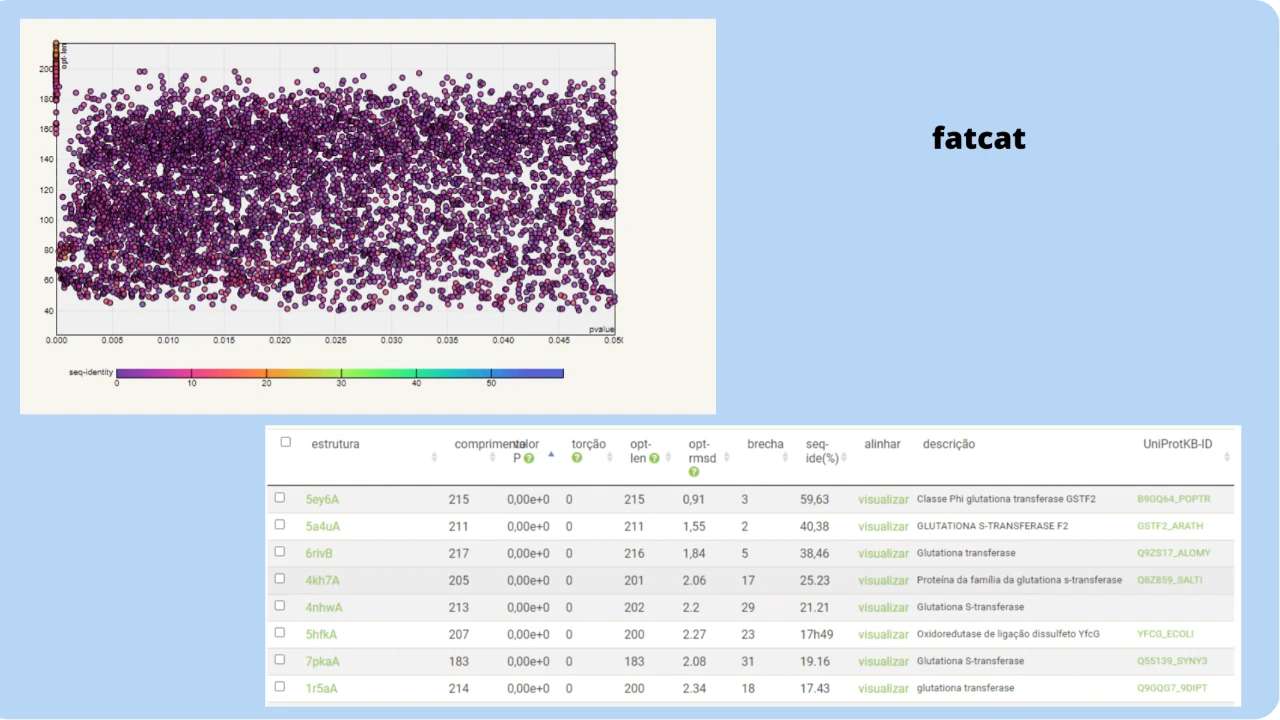 opt-len
200
180
160
140
120
100
80
60
40
pvalue
0.000 0.005 0.010 0.015 0.020 0.025 0.030 0.035 0.040 0.045 0.05
seq-identity
0 10 20 30 40 50
fatcat
estrutura comprimento valor P torção opt-len opt-rmsd brecha seq-ide(%) alinhar descrição UniProtKB-ID
5ey6A 215 0,00e+0 0 215 0,91 3 59,63 visualizar Classe Phi glutationa transferase GSTF2 B9GQ64_POPTR
5a4uA 211 0,00e+0 0 211 1,55 2 40,38 visualizar GLUTATIONA S-TRANSFERASE F2 GSTF2_ARATH
6rivB 217 0,00e+0 0 216 1,84 5 38,46 visualizar Glutationa transferase Q9ZS17_ALOMY
4kh7A 205 0,00e+0 0 201 2.06 17 25.23 visualizar Proteína da família da glutationa s-transferase Q8Z859_SALTI
4nhwA 213 0,00e+0 0 202 2.2 29 21.21 visualizar Glutationa S-transferase
5hfkA 207 0,00e+0 0 200 2.27 23 17h49 visualizar Oxidoredutase de ligação dissulfeto YfcG YFCG_ECOLI
7pkaA 183 0,00e+0 0 183 2.08 31 19.16 visualizar Glutationa S-transferase Q55139_SYNY3
1r5aA 214 0,00e+0 0 200 2.34 18 17.43 visualizar glutationa transferase Q9GQG7_9DIPT